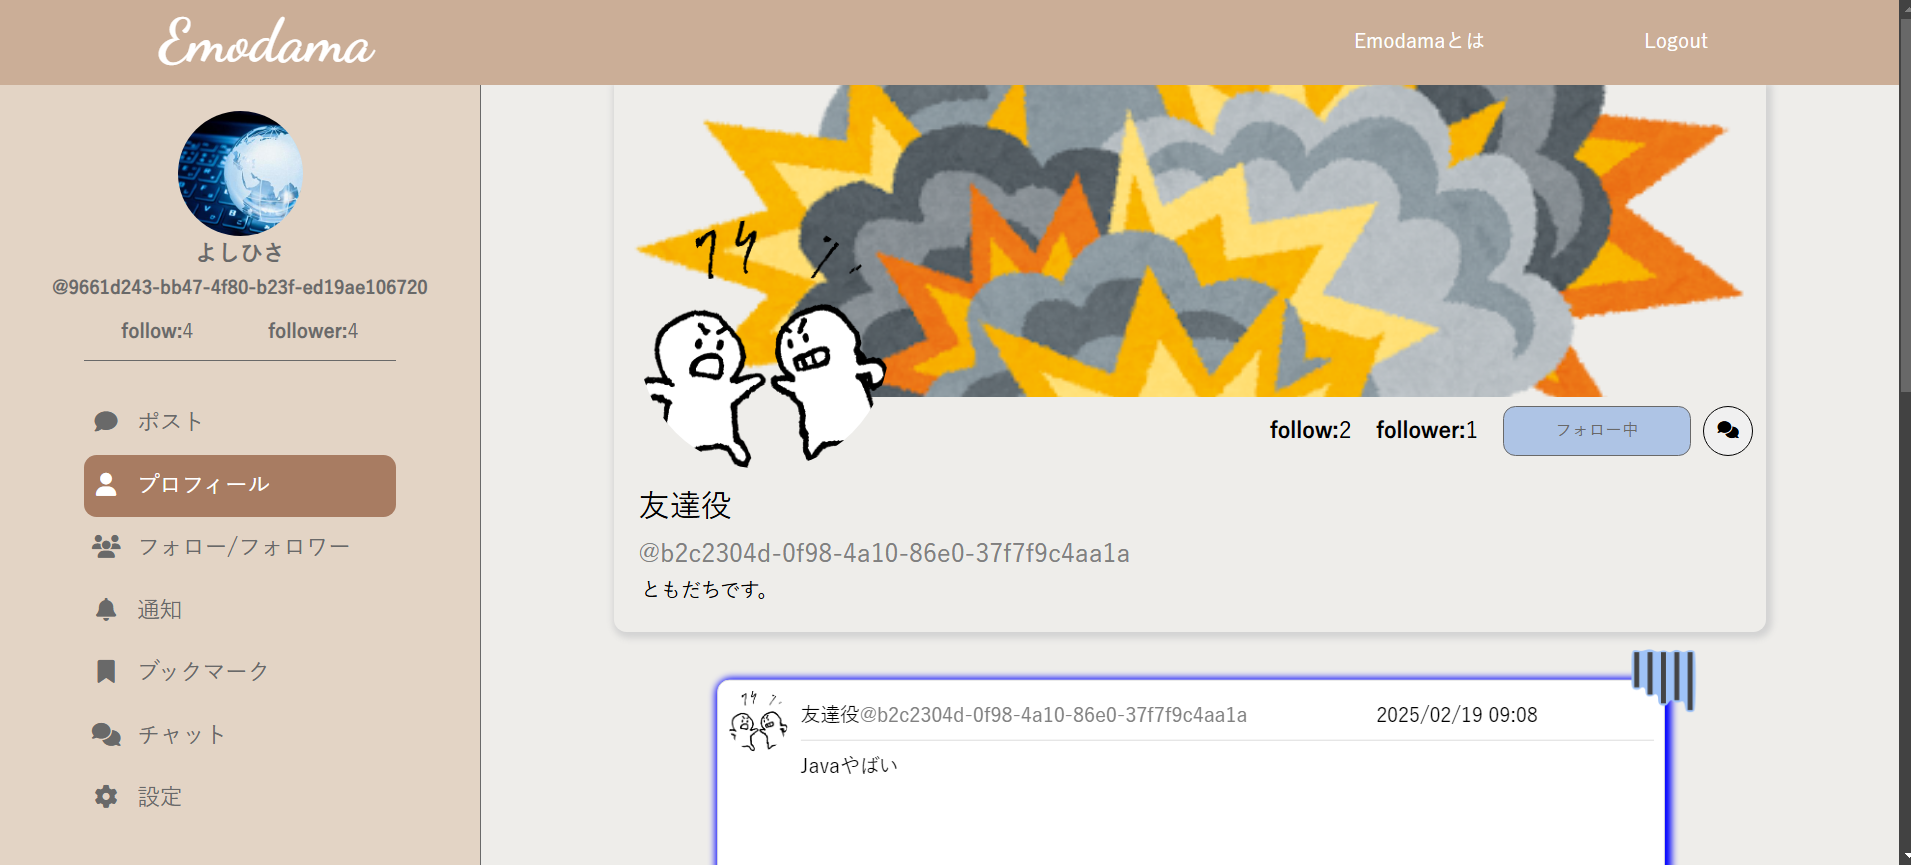 Emodama
Emodamaとは
Logout
よしひさ
@9661d243-bb47-4f80-b23f-ed19ae106720
follow:4
follower:4
ポスト
プロフィール
フォロー/フォロワー
通知
ブックマーク
チャット
設定
follow:2
follower:1
フォロー中
友達役
@b2c2304d-0f98-4a10-86e0-37f7f9c4aa1a
ともだちです。
友達役@b2c2304d-0f98-4a10-86e0-37f7f9c4aa1a
2025/02/19 09:08
Javaやばい